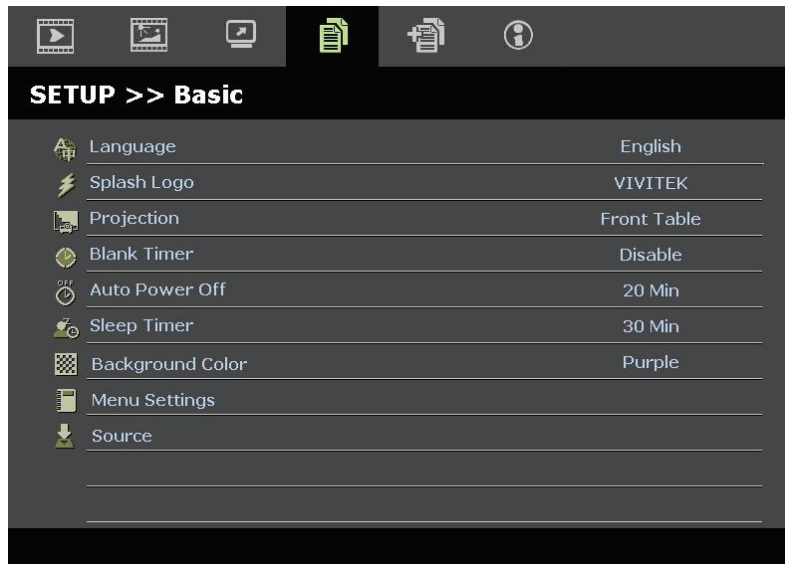 SETUP >> Basic
Language English
Splash Logo VIVITEK
Projection Front Table
Blank Timer Disable
OFF
Auto Power Off 20 Min
Sleep Timer 30 Min
Background Color Purple
Menu Settings
Source